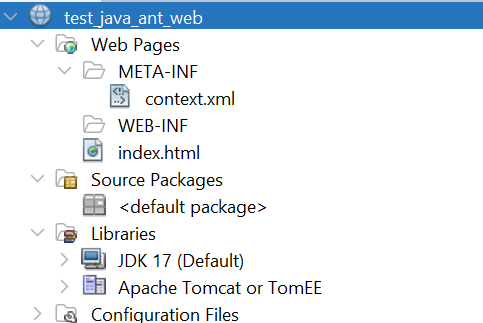 test_java_ant_web
Web Pages
META-INF
context.xml
WEB-INF
index.html
Source Packages
<default package>
Libraries
JDK 17 (Default)
Apache Tomcat or TomEE
Configuration Files